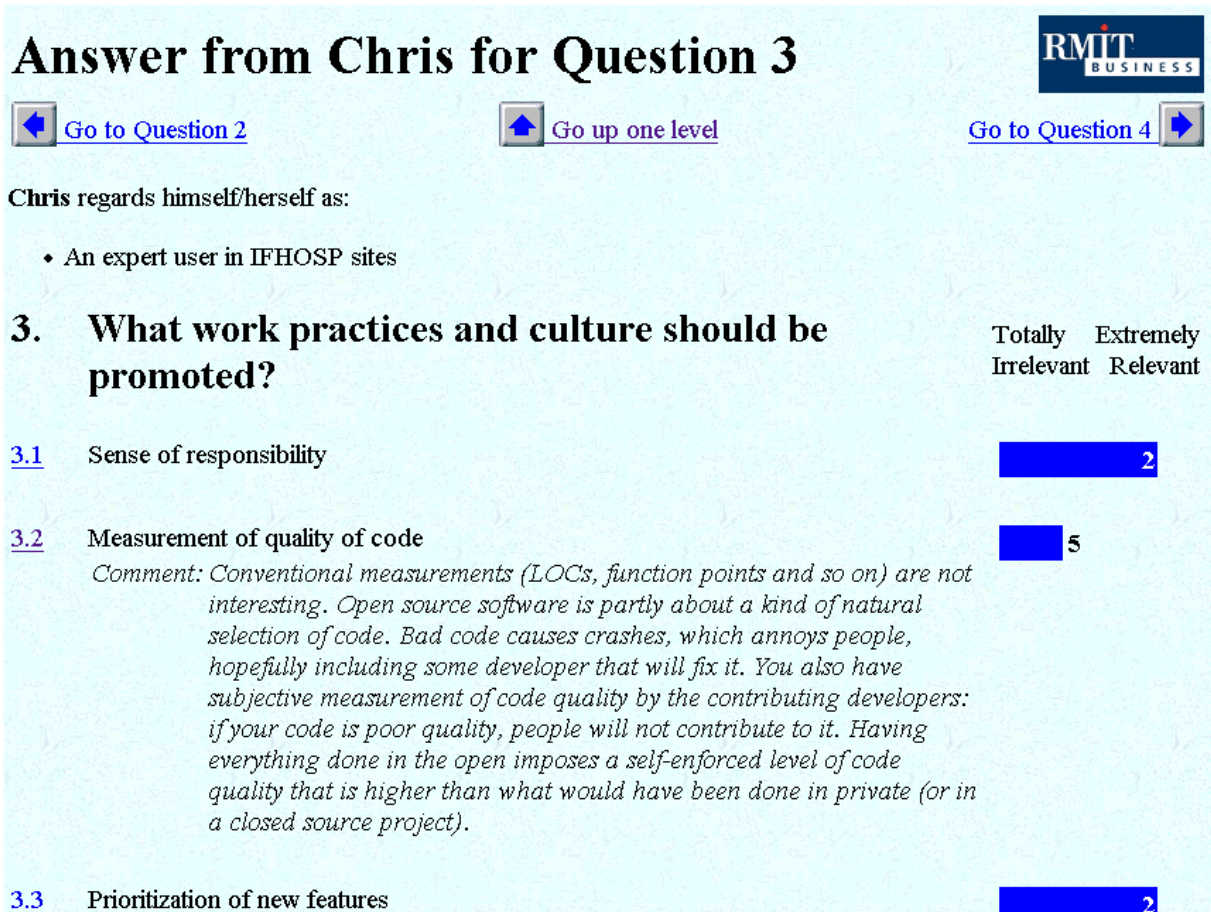 Answer from Chris for Question 3
RMIT
BUSINESS
Go to Question 2
Go up one level
Go to Question 4
Chris regards himself/herself as:
• An expert user in IFHOSP sites
3. What work practices and culture should be
promoted?
Totally Extremely
Irrelevant Relevant
3.1 Sense of responsibility 2
3.2 Measurement of quality of code 5
Comment: Conventional measurements (LOCs, function points and so on) are not
interesting. Open source software is partly about a kind of natural
selection of code. Bad code causes crashes, which annoys people,
hopefully including some developer that will fix it. You also have
subjective measurement of code quality by the contributing developers:
if your code is poor quality, people will not contribute to it. Having
everything done in the open imposes a self-enforced level of code
quality that is higher than what would have been done in private (or in
a closed source project).
3.3 Prioritization of new features 2